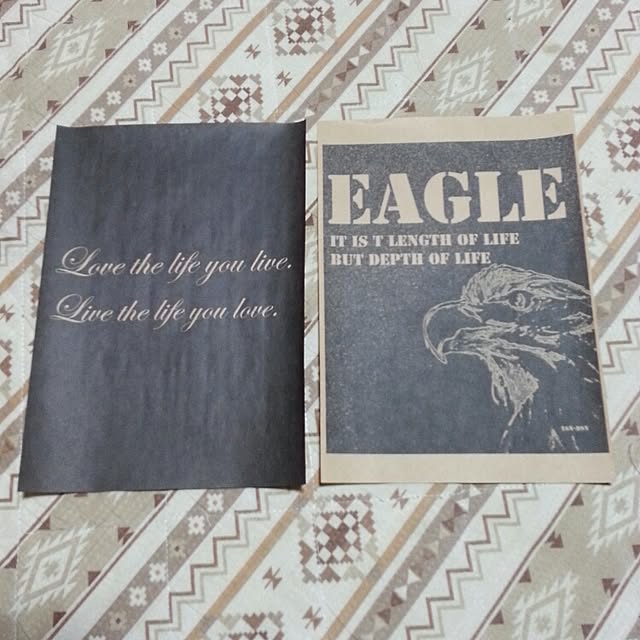 Love the life you live.
Live the life you love.
EAGLE
IT IS T LENGTH OF LIFE
BUT DEPTH OF LIFE